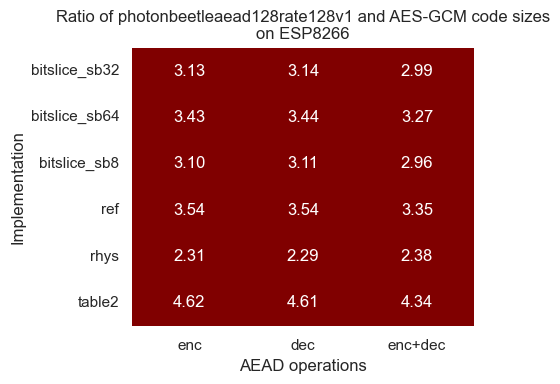 Ratio of photonbeetleaead128rate128v1 and AES-GCM code sizes
on ESP8266
Implementation
bitslice_sb32 3.13 3.14 2.99
bitslice_sb64 3.43 3.44 3.27
bitslice_sb8 3.10 3.11 2.96
ref 3.54 3.54 3.35
rhys 2.31 2.29 2.38
table2 4.62 4.61 4.34
enc dec enc+dec
AEAD operations